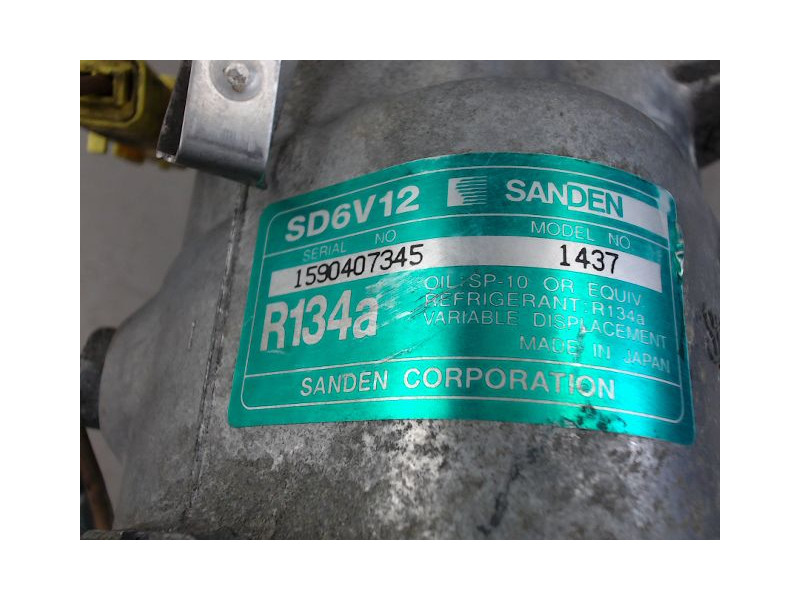 SD6V12 SANDEN
SERIAL NO MODEL NO.
1590407345 1437
R134a
OIL:SP-10 OR EQUIV.
REFRIGERANT:R134a
VARIABLE DISPLACEMENT
MADE IN JAPAN
SANDEN CORPORATION